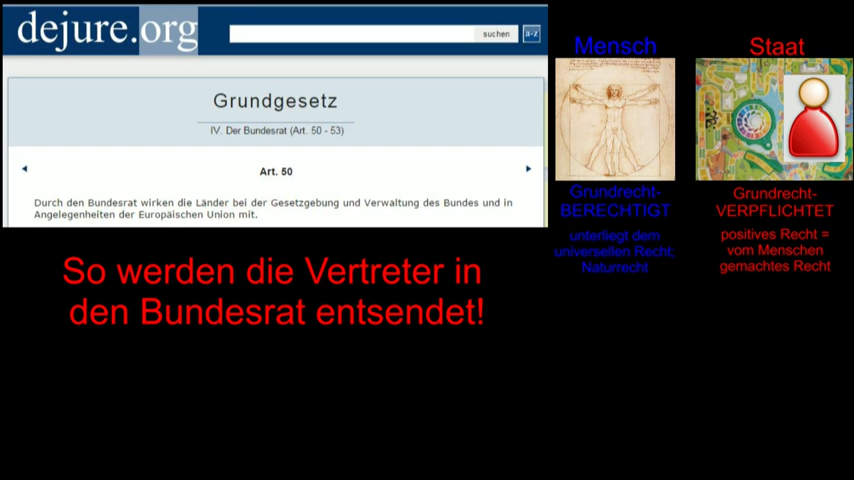 dejure.org
suchen
a-z
Grundgesetz
IV. Der Bundesrat (Art. 50 - 53)
Art. 50
Durch den Bundesrat wirken die Länder bei der Gesetzgebung und Verwaltung des Bundes und in
Angelegenheiten der Europäischen Union mit.
So werden die Vertreter in
den Bundesrat entsendet!
Mensch
Grundrecht-
BERECHTIGT
unterliegt dem
universellen Recht;
Naturrecht
Staat
Grundrecht-
VERPFLICHTET
positives Recht =
vom Menschen
gemachtes Recht